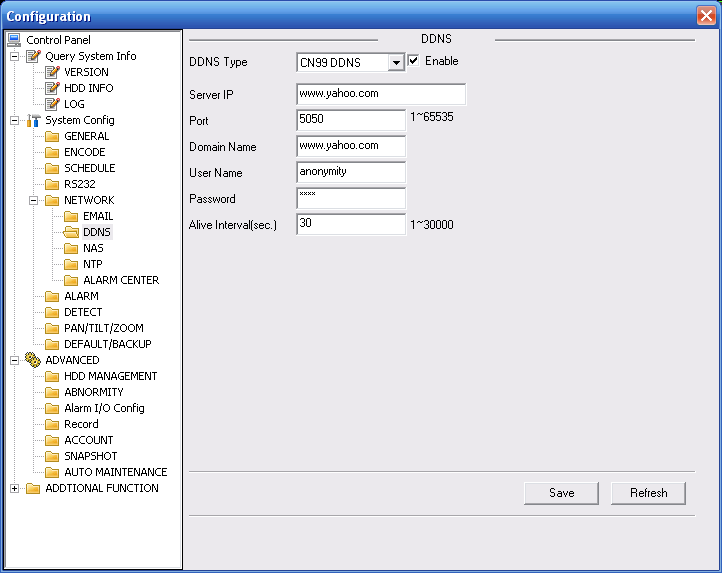 Configuration
Control Panel
Query System Info
VERSION
HDD INFO
LOG
System Config
GENERAL
ENCODE
SCHEDULE
RS232
NETWORK
EMAIL
DDNS
NAS
NTP
ALARM CENTER
ALARM
DETECT
PAN/TILT/ZOOM
DEFAULT/BACKUP
ADVANCED
HDD MANAGEMENT
ABNORMITY
Alarm I/O Config
Record
ACCOUNT
SNAPSHOT
AUTO MAINTENANCE
ADDTIONAL FUNCTION
DDNS
DDNS Type CN99 DDNS Enable
Server IP www.yahoo.com
Port 5050 1~65535
Domain Name www.yahoo.com
User Name anonymity
Password ****
Alive Interval(sec.) 30 1~30000
Save Refresh